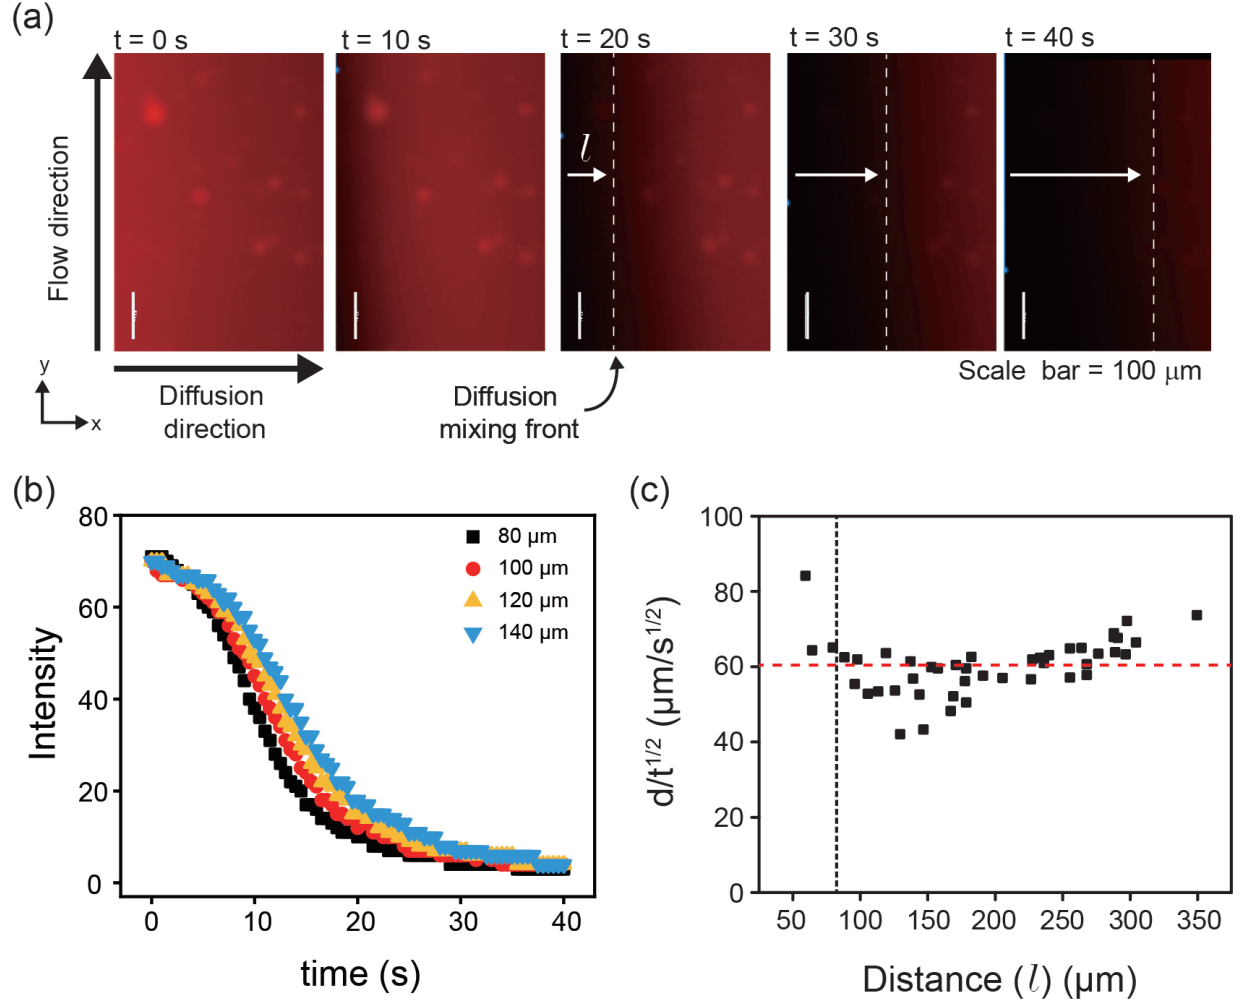 (a)
t = 0 s
t = 10 s
t = 20 s
t = 30 s
t = 40 s
Flow direction
l
y
x
Diffusion
direction
Diffusion
mixing front
Scale bar = 100 μm
(b)
Intensity
80
60
40
20
0
80 μm
100 μm
120 μm
140 μm
0 10 20 30 40
time (s)
(c)
d/t^1/2 (μm/s^1/2)
100
80
60
40
20
0
50 100 150 200 250 300 350
Distance (l) (μm)